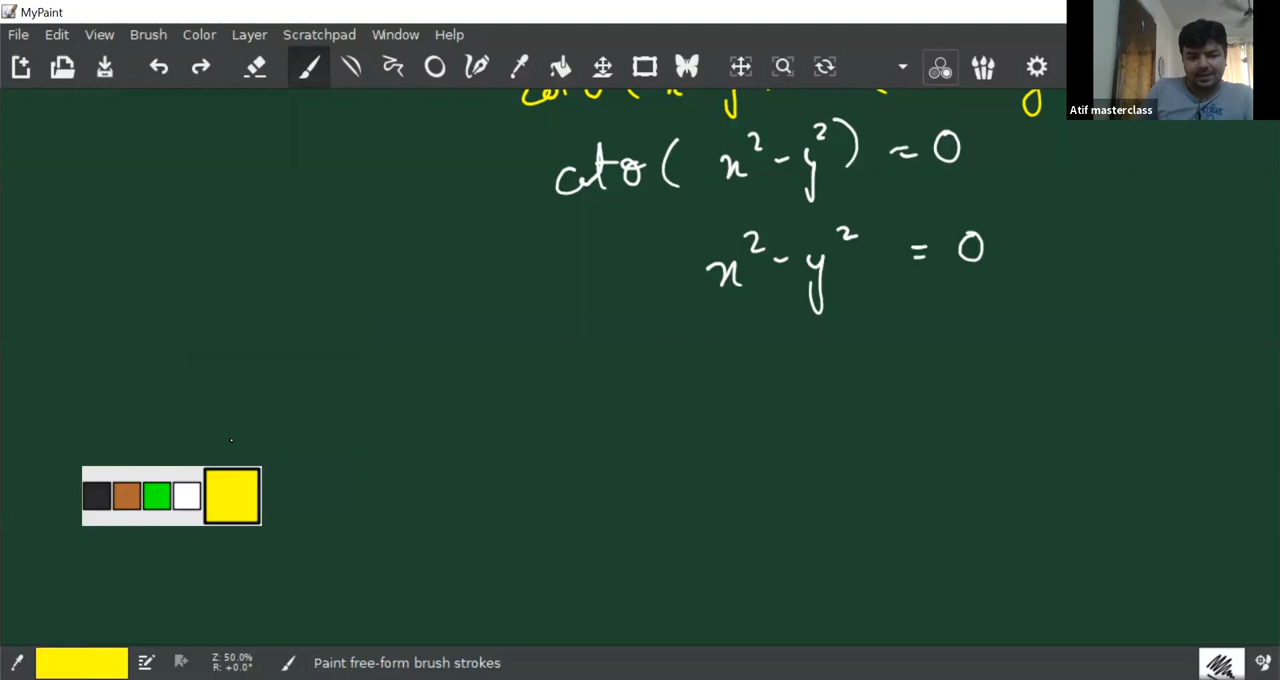 MyPaint
File Edit View Brush Color Layer Scratchpad Window Help
Atif masterclass
cot θ ( x² - y² ) = 0
x² - y² = 0
Z: 50.0%
R: +0.0°
Paint free-form brush strokes